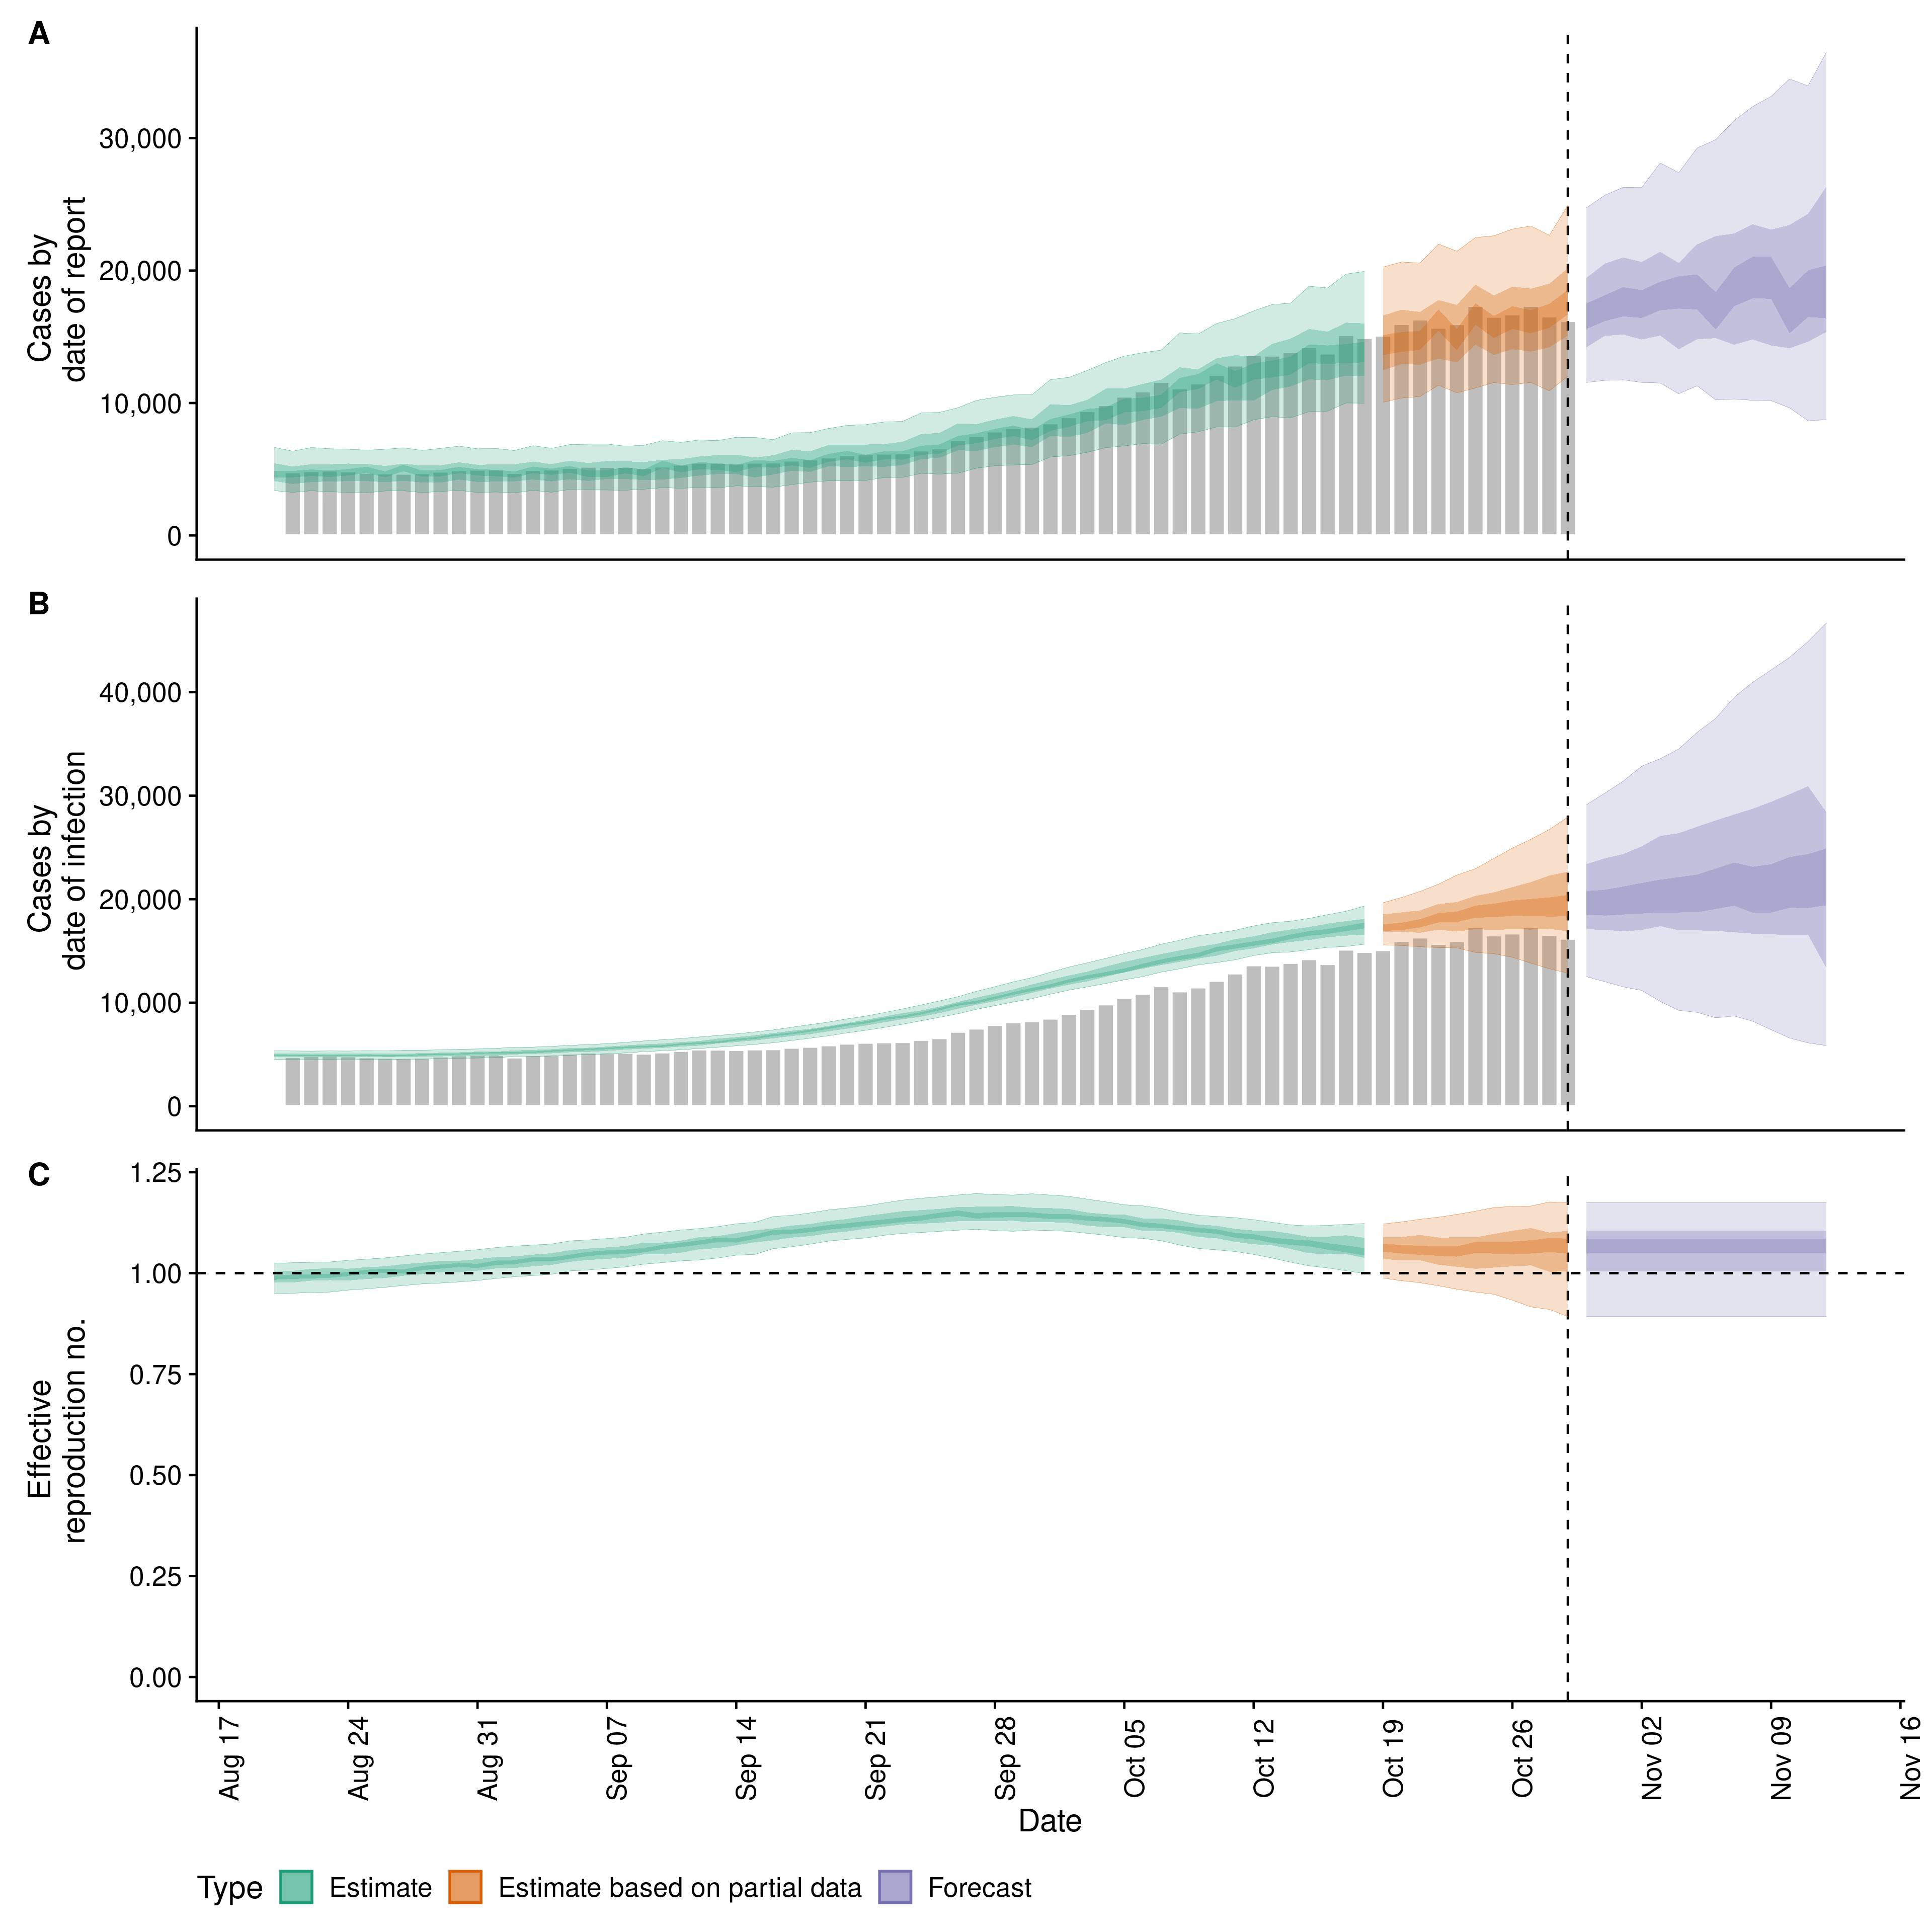 A
Cases by
date of report
30,000
20,000
10,000
0
B
Cases by
date of infection
40,000
30,000
20,000
10,000
0
C
Effective
reproduction no.
1.25
1.00
0.75
0.50
0.25
0.00
Aug 17
Aug 24
Aug 31
Sep 07
Sep 14
Sep 21
Sep 28
Oct 05
Oct 12
Oct 19
Oct 26
Nov 02
Nov 09
Nov 16
Date
Type Estimate Estimate based on partial data Forecast